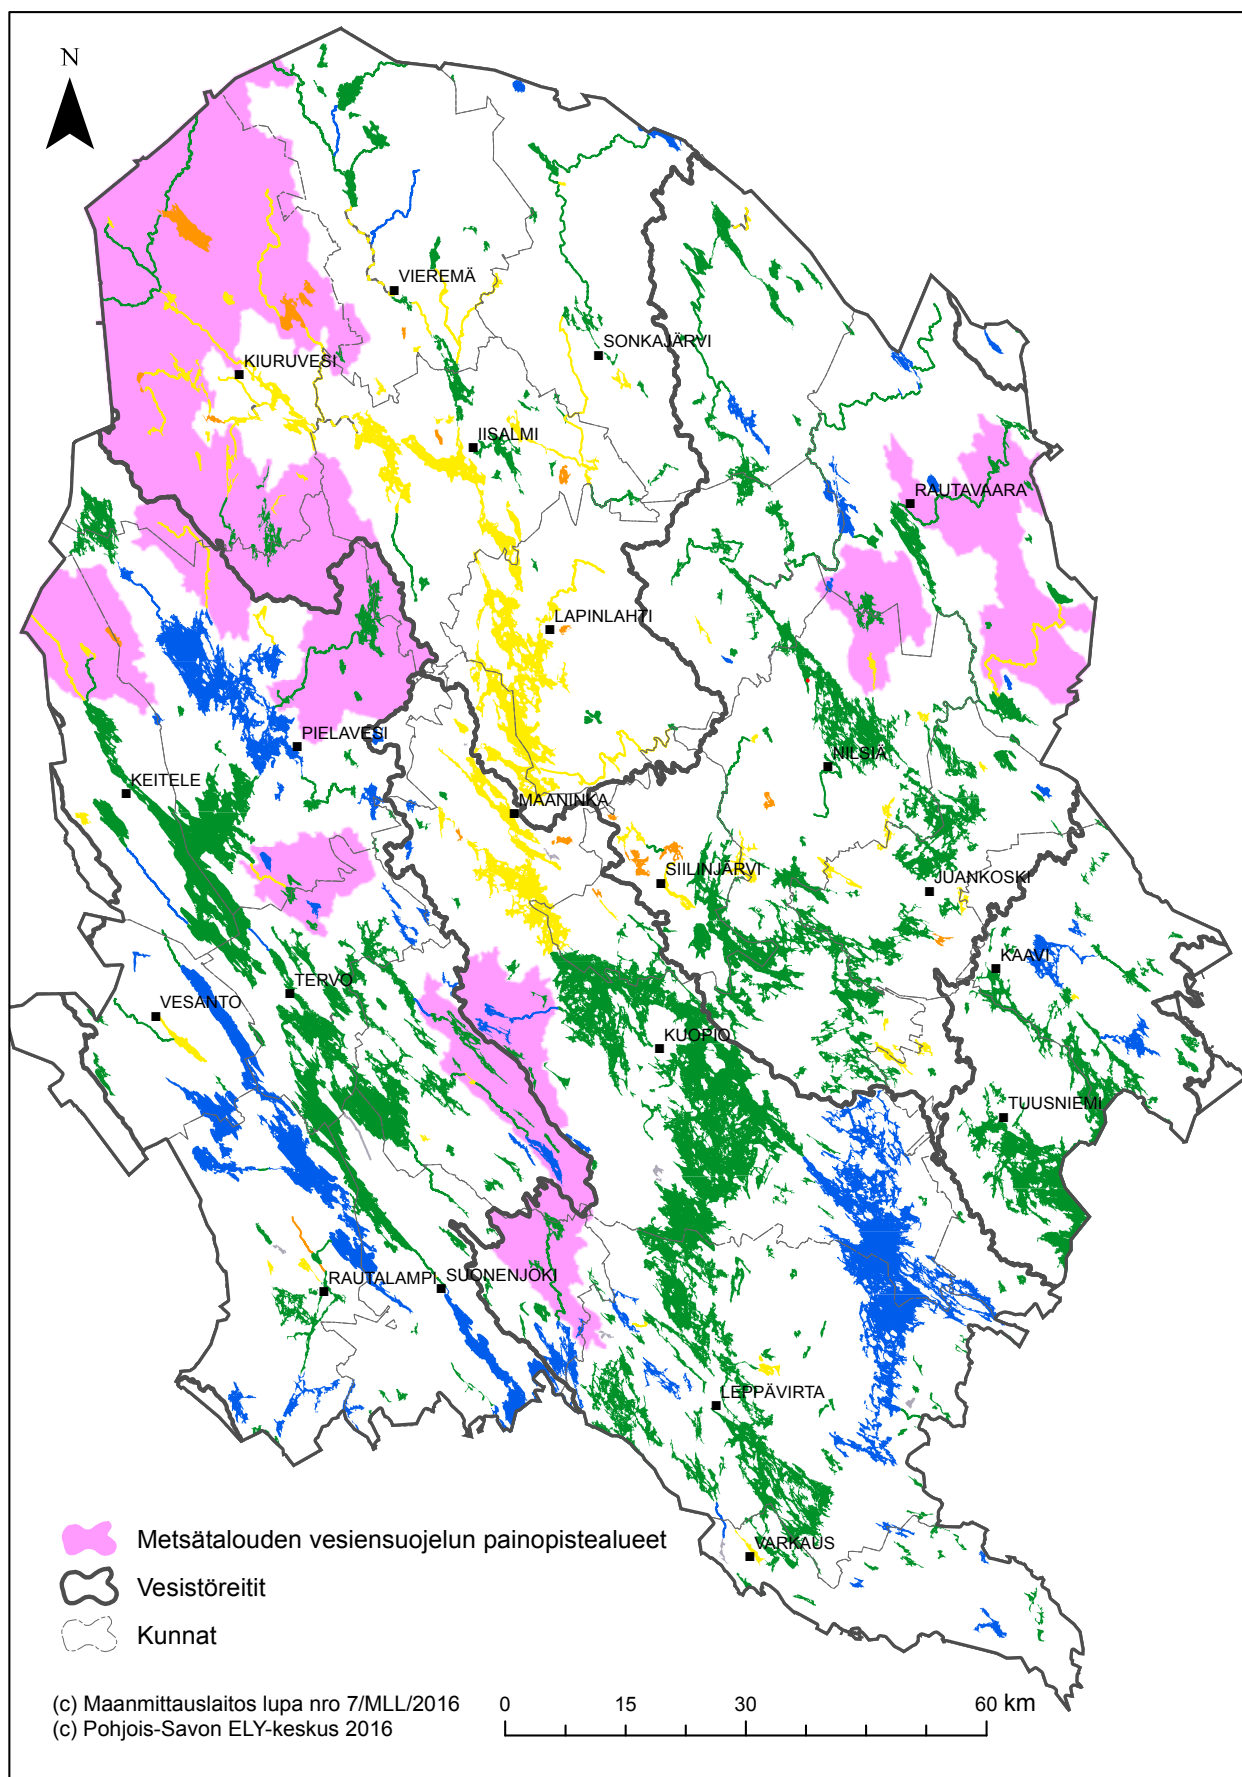 N
VIEREMÄ
SONKAJÄRVI
KIURUVESI
IISALMI
RAUTAVAARA
LAPINLAHTI
PIELAVESI
NILSIÄ
KEITELE
MAANINKA
SIILINJÄRVI
JUANKOSKI
KAAVI
TERVO
VESANTO
KUOPIO
TUUSNIEMI
RAUTALAMPI
SUONENJOKI
LEPPÄVIRTA
VARKAUS
Metsätalouden vesiensuojelun painopistealueet
Vesistöreitit
Kunnat
(c) Maanmittauslaitos lupa nro 7/MLL/2016
(c) Pohjois-Savon ELY-keskus 2016
0 15 30 60 km